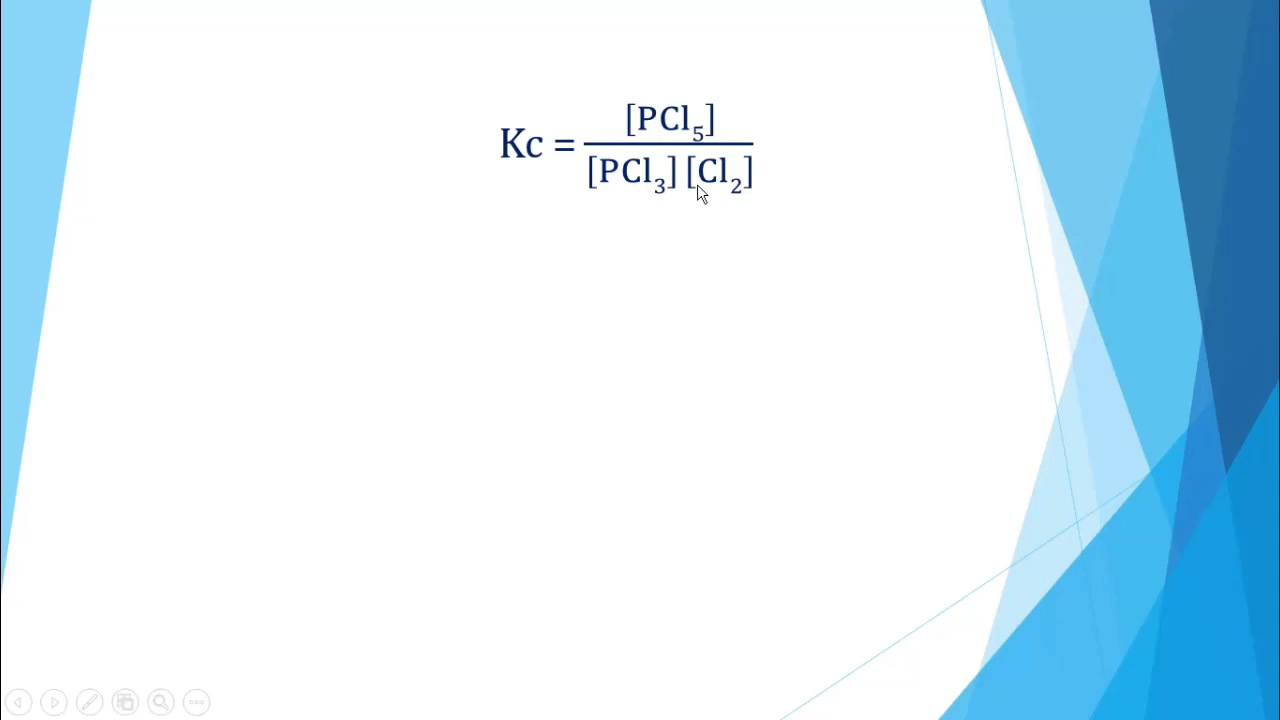 Kc = [PCl₅] / [PCl₃] [Cl₂]